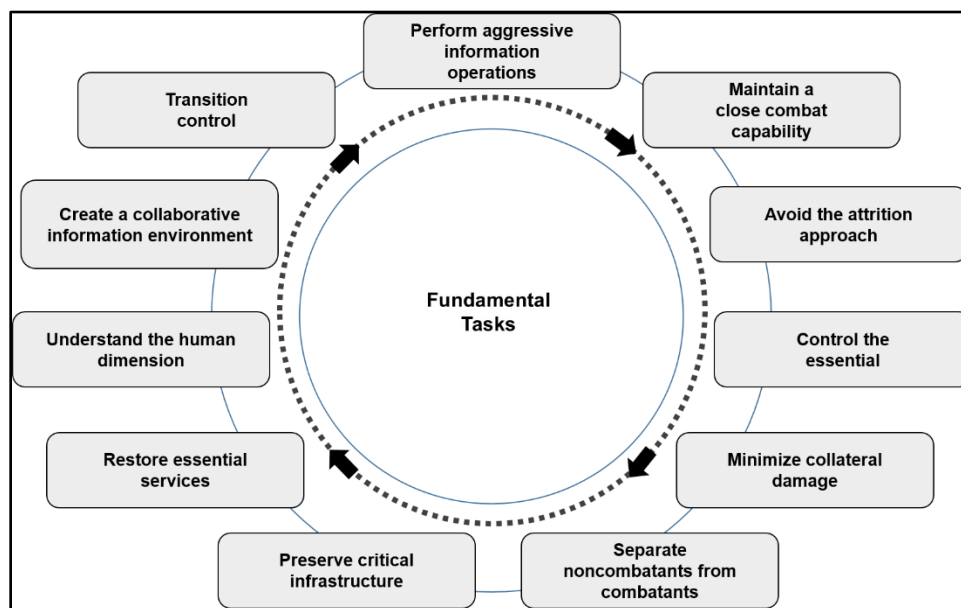 Perform aggressive
information
operations
Maintain a
close combat
capability
Avoid the attrition
approach
Control the
essential
Minimize collateral
damage
Separate
noncombatants from
combatants
Preserve critical
infrastructure
Restore essential
services
Understand the human
dimension
Create a collaborative
information environment
Transition
control
Fundamental
Tasks